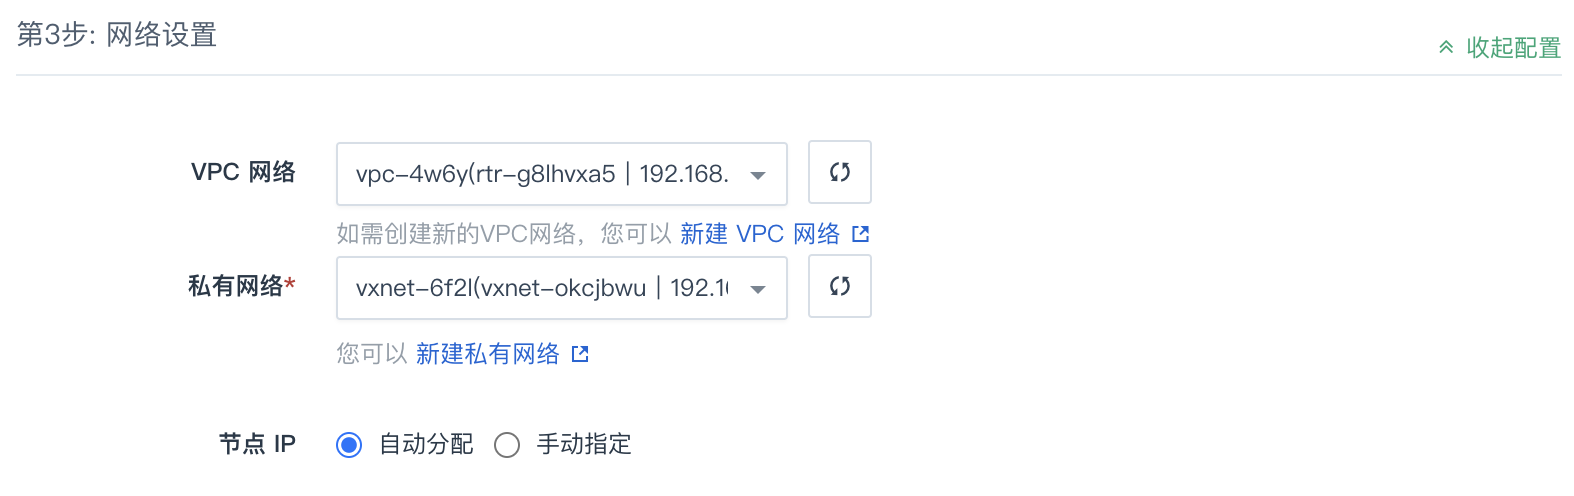 第3步: 网络设置
收起配置
VPC 网络 vpc-4w6y(rtr-g8lhvxa5 | 192.168.
如需创建新的VPC网络，您可以 新建 VPC 网络
私有网络* vxnet-6f2l(vxnet-okcjbwu | 192.1
您可以 新建私有网络
节点 IP 自动分配 手动指定